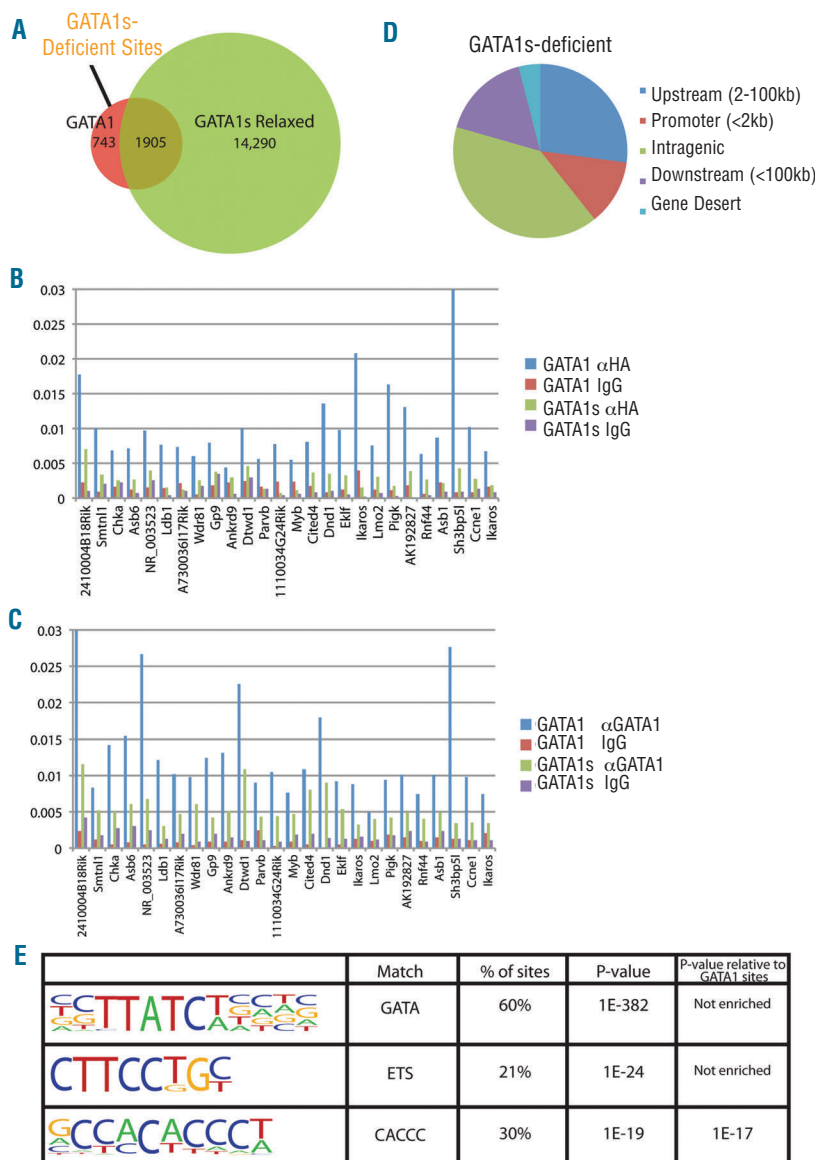 A
GATA1s-
Deficient Sites
GATA1
743
1905
GATA1s Relaxed
14,290
D
GATA1s-deficient
Upstream (2-100kb)
Promoter (<2kb)
Intragenic
Downstream (<100kb)
Gene Desert
B
0.03
0.025
0.02
0.015
0.01
0.005
0
2410004B18Rik
Smtnl1
Chka
Asb6
NR_003523
Ldb1
A730036I17Rik
Wdr81
Gp9
Ankrd9
Dtwd1
Parvb
1110034G24Rik
Myb
Cited4
Dnd1
Eklf
Ikaros
Lmo2
Pigk
AK192827
Rnf44
Asb1
Sh3bp5l
Ccne1
Ikaros
GATA1 αHA
GATA1 IgG
GATA1s αHA
GATA1s IgG
C
0.03
0.025
0.02
0.015
0.01
0.005
0
2410004B18Rik
Smtnl1
Chka
Asb6
NR_003523
Ldb1
A730036I17Rik
Wdr81
Gp9
Ankrd9
Dtwd1
Parvb
1110034G24Rik
Myb
Cited4
Dnd1
Eklf
Ikaros
Lmo2
Pigk
AK192827
Rnf44
Asb1
Sh3bp5l
Ccne1
Ikaros
GATA1 αGATA1
GATA1 IgG
GATA1s αGATA1
GATA1s IgG
E
Match % of sites P-value P-value relative to
GATA1 sites
TTATC GATA 60% 1E-382 Not enriched
CTTCCTGC ETS 21% 1E-24 Not enriched
GCCACACCCT CACCC 30% 1E-19 1E-17